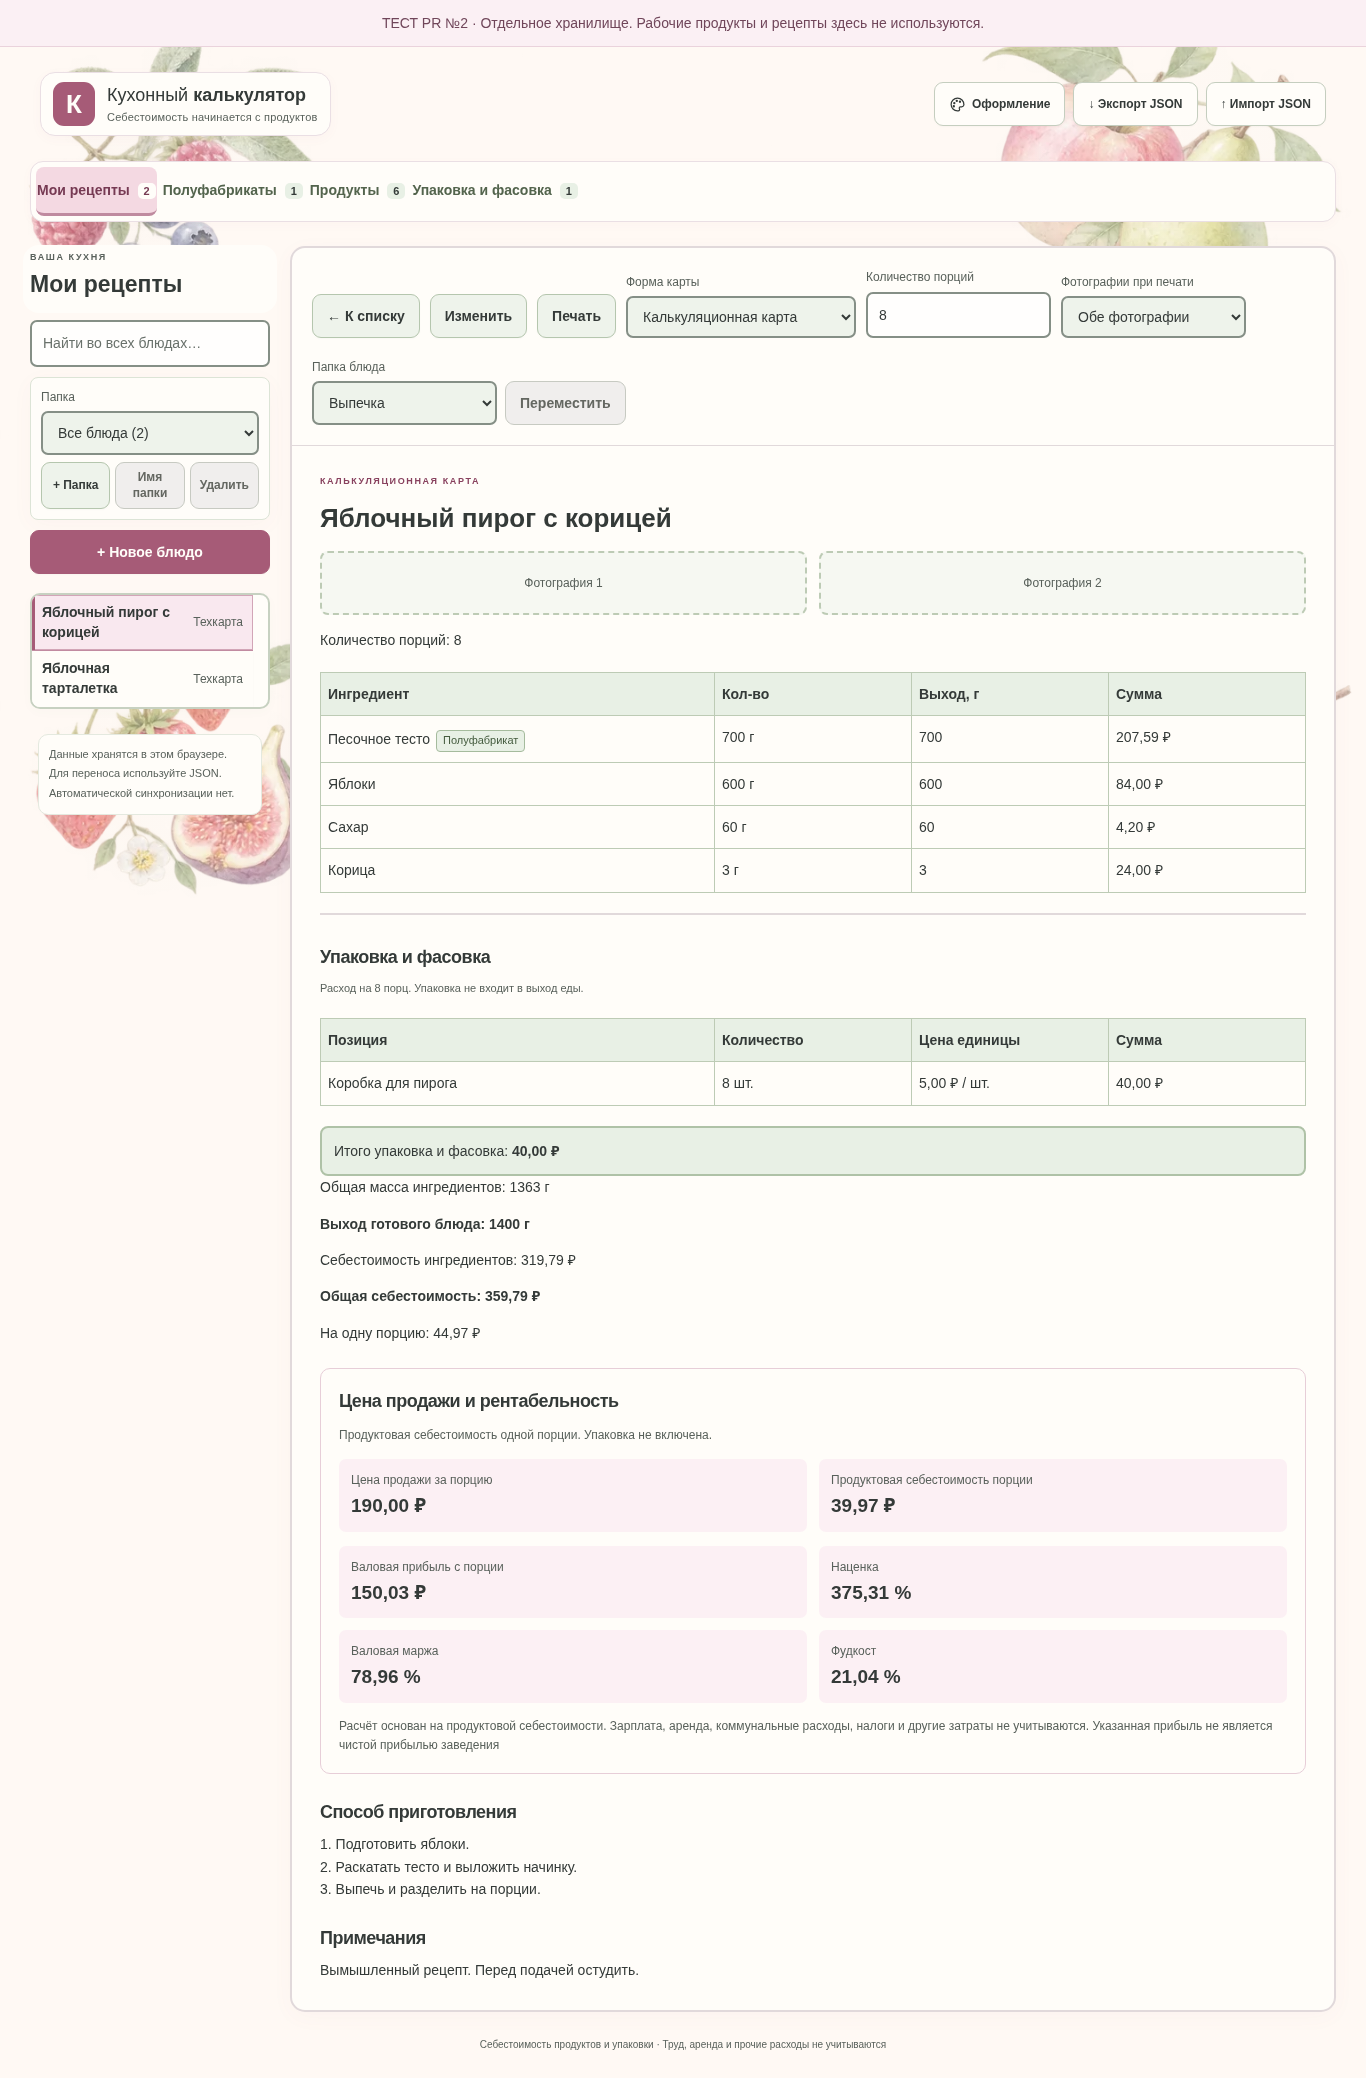 ТЕСТ PR №2 · Отдельное хранилище. Рабочие продукты и рецепты здесь не используются.
К
Кухонный калькулятор
Себестоимость начинается с продуктов
Оформление
↓ Экспорт JSON
↑ Импорт JSON
Мои рецепты 2
Полуфабрикаты 1
Продукты 6
Упаковка и фасовка 1
ВАША КУХНЯ
Мои рецепты
Найти во всех блюдах…
Папка
Все блюда (2)
+ Папка
Имя папки
Удалить
+ Новое блюдо
Яблочный пирог с корицей
Техкарта
Яблочная тарталетка
Техкарта
Данные хранятся в этом браузере.
Для переноса используйте JSON.
Автоматической синхронизации нет.
← К списку
Изменить
Печать
Форма карты
Калькуляционная карта
Количество порций
8
Фотографии при печати
Обе фотографии
Папка блюда
Выпечка
Переместить
КАЛЬКУЛЯЦИОННАЯ КАРТА
Яблочный пирог с корицей
Фотография 1
Фотография 2
Количество порций: 8
Ингредиент Кол-во Выход, г Сумма
Песочное тесто Полуфабрикат 700 г 700 207,59 ₽
Яблоки 600 г 600 84,00 ₽
Сахар 60 г 60 4,20 ₽
Корица 3 г 3 24,00 ₽
Упаковка и фасовка
Расход на 8 порц. Упаковка не входит в выход еды.
Позиция Количество Цена единицы Сумма
Коробка для пирога 8 шт. 5,00 ₽ / шт. 40,00 ₽
Итого упаковка и фасовка: 40,00 ₽
Общая масса ингредиентов: 1363 г
Выход готового блюда: 1400 г
Себестоимость ингредиентов: 319,79 ₽
Общая себестоимость: 359,79 ₽
На одну порцию: 44,97 ₽
Цена продажи и рентабельность
Продуктовая себестоимость одной порции. Упаковка не включена.
Цена продажи за порцию
190,00 ₽
Продуктовая себестоимость порции
39,97 ₽
Валовая прибыль с порции
150,03 ₽
Наценка
375,31 %
Валовая маржа
78,96 %
Фудкост
21,04 %
Расчёт основан на продуктовой себестоимости. Зарплата, аренда, коммунальные расходы, налоги и другие затраты не учитываются. Указанная прибыль не является
чистой прибылью заведения
Способ приготовления
1. Подготовить яблоки.
2. Раскатать тесто и выложить начинку.
3. Выпечь и разделить на порции.
Примечания
Вымышленный рецепт. Перед подачей остудить.
Себестоимость продуктов и упаковки · Труд, аренда и прочие расходы не учитываются